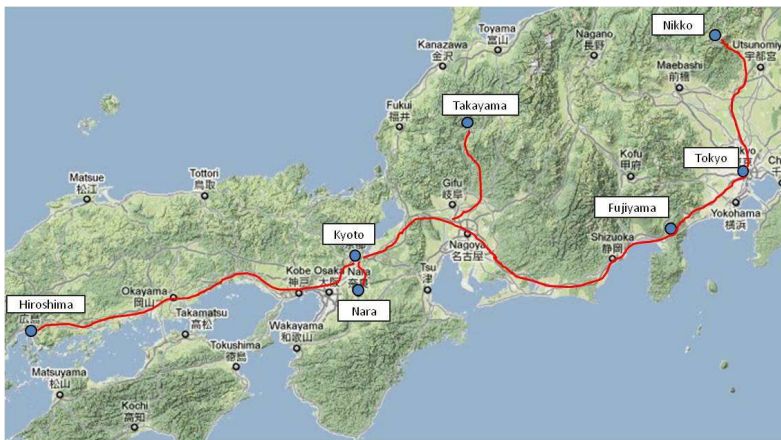 Nikko
Toyama
富山
Nagano
長野
Utsunomiya
宇都宮
Kanazawa
金沢
Maebashi
前橋
Takayama
Fukui
福井
Tokyo
Kofu
甲府
Matsue
松江
Tottori
鳥取
Gifu
岐阜
Fujiyama
Yokohama
横浜
Kyoto
Nagoya
名古屋
Shizuoka
静岡
Kobe
神戸
Osaka
大阪
Nara
奈良
Tsu
津
Okayama
岡山
Nara
Hiroshima
広島
Takamatsu
高松
Wakayama
和歌山
Tokushima
徳島
Matsuyama
松山
Kochi
高知